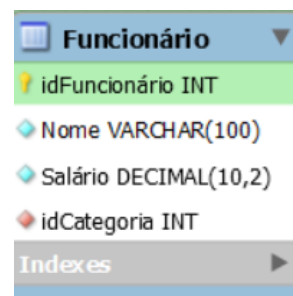 Funcionário
idFuncionário INT
Nome VARCHAR(100)
Salário DECIMAL(10,2)
idCategoria INT
Indexes